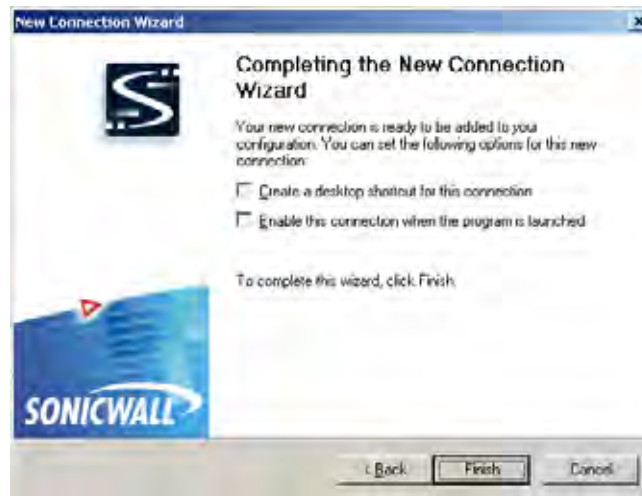 New Connection Wizard
Completing the New Connection
Wizard
Your new connection is ready to be added to your
configuration. You can set the following options for this new
connection:
Create a desktop shortcut for this connection
Enable this connection when the program is launched
To complete this wizard, click Finish.
SONICWALL
< Back
Finish
Cancel